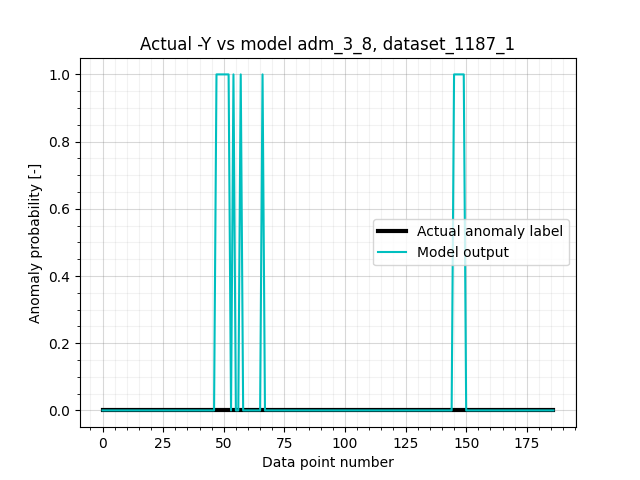 Actual -Y vs model adm_3_8, dataset_1187_1
1.0
0.8
0.6
0.4
0.2
0.0
Anomaly probability [-]
Actual anomaly label
Model output
0 25 50 75 100 125 150 175
Data point number